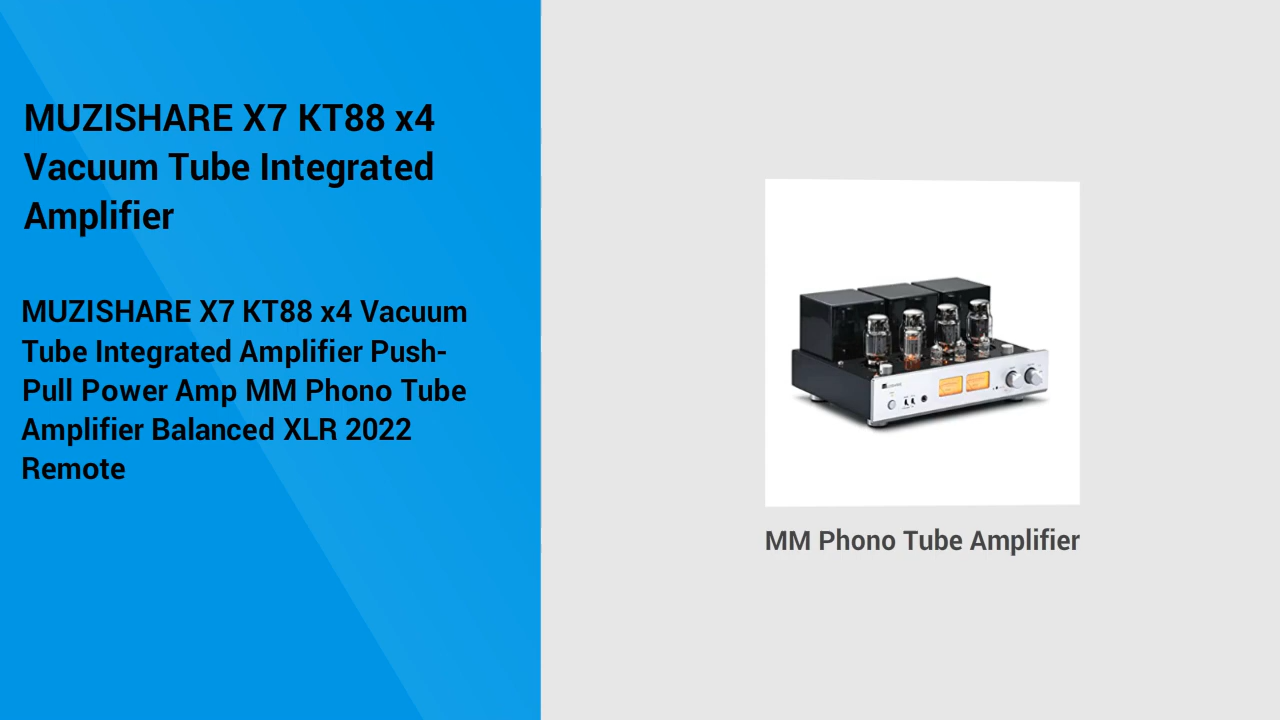 MUZISHARE X7 KT88 x4
Vacuum Tube Integrated
Amplifier
MUZISHARE X7 KT88 x4 Vacuum
Tube Integrated Amplifier Push-
Pull Power Amp MM Phono Tube
Amplifier Balanced XLR 2022
Remote
MM Phono Tube Amplifier